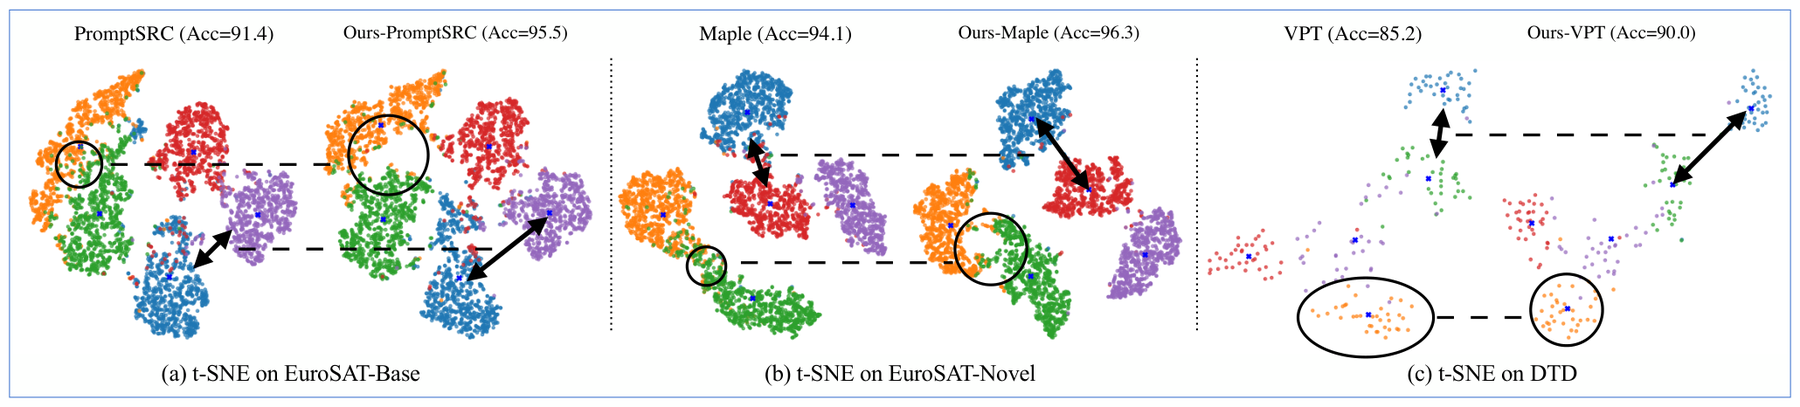 PromptSRC (Acc=91.4)
Ours-PromptSRC (Acc=95.5)
Maple (Acc=94.1)
Ours-Maple (Acc=96.3)
VPT (Acc=85.2)
Ours-VPT (Acc=90.0)
(a) t-SNE on EuroSAT-Base
(b) t-SNE on EuroSAT-Novel
(c) t-SNE on DTD